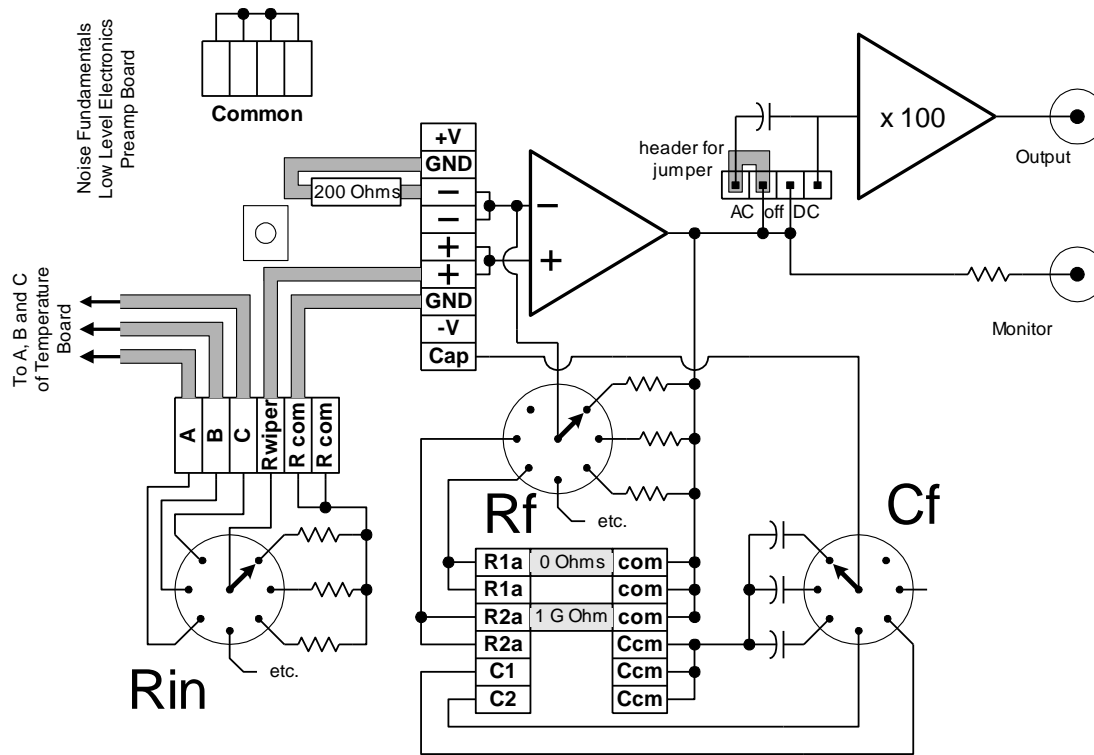 Noise Fundamentals
Low Level Electronics
Preamp Board
Common
+V
GND
−
−
+
+
GND
-V
Cap
200 Ohms
−
+
header for
jumper
AC off DC
x 100
Output
Monitor
To A, B and C
of Temperature
Board
A
B
C
Rwiper
R com
R com
etc.
Rin
Rf
etc.
Cf
R1a 0 Ohms com
R1a com
R2a 1 G Ohm com
R2a Ccm
C1 Ccm
C2 Ccm